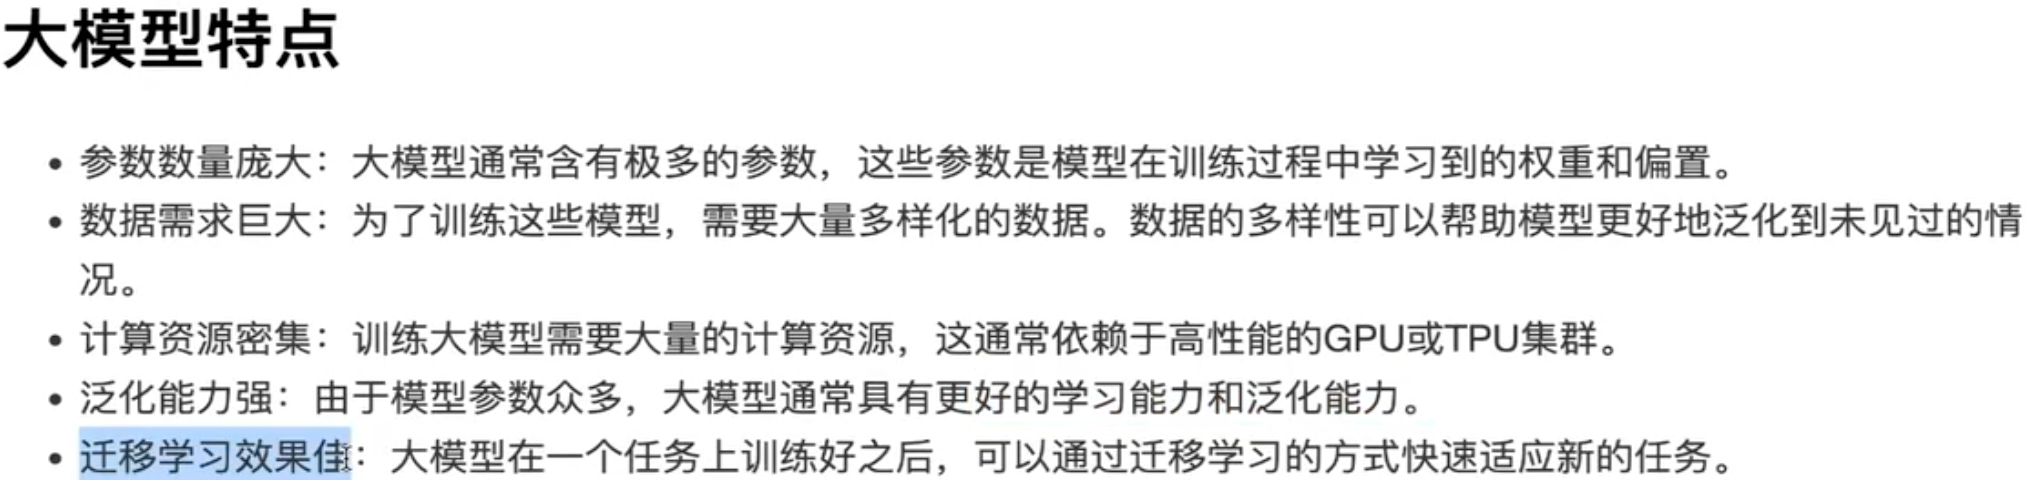 大模型特点
• 参数数量庞大：大模型通常含有极多的参数，这些参数是模型在训练过程中学习到的权重和偏置。
• 数据需求巨大：为了训练这些模型，需要大量多样化的数据。数据的多样性可以帮助模型更好地泛化到未见过的情
况。
• 计算资源密集：训练大模型需要大量的计算资源，这通常依赖于高性能的GPU或TPU集群。
• 泛化能力强：由于模型参数众多，大模型通常具有更好的学习能力和泛化能力。
• 迁移学习效果佳：大模型在一个任务上训练好之后，可以通过迁移学习的方式快速适应新的任务。